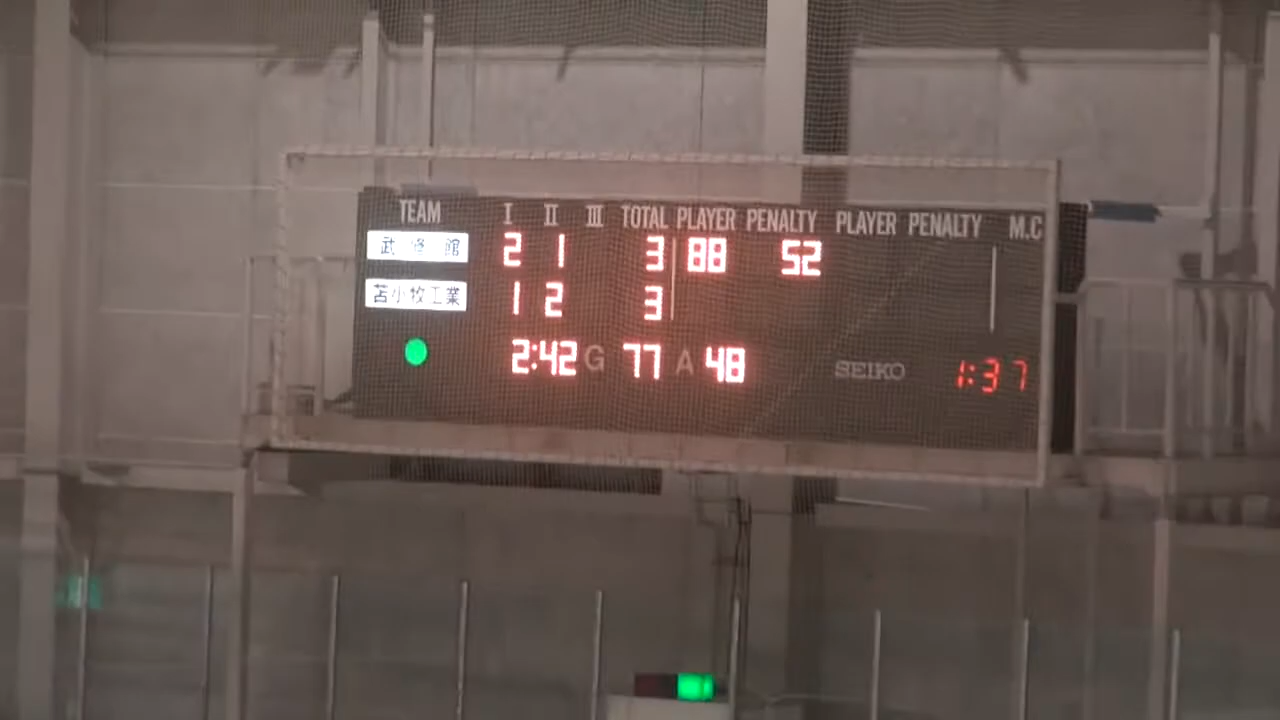 TEAM I II III TOTAL PLAYER PENALTY PLAYER PENALTY M.C
武修館 2 1 3 88 52
苫小牧工業 1 2 3
2:42 G 77 A 48 SEIKO 1:37